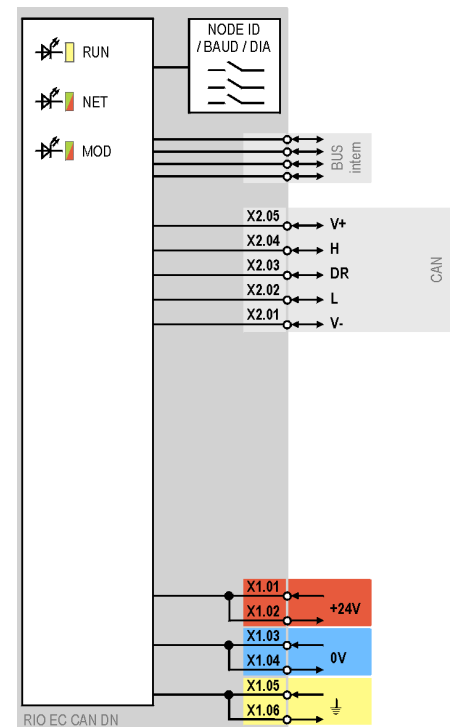 NODE ID
/ BAUD / DIA
RUN
NET
MOD
BUS
intern
X2.05
V+
X2.04
H
X2.03
DR
X2.02
L
X2.01
V-
CAN
X1.01
X1.02
+24V
X1.03
X1.04
0V
X1.05
X1.06
RIO EC CAN DN